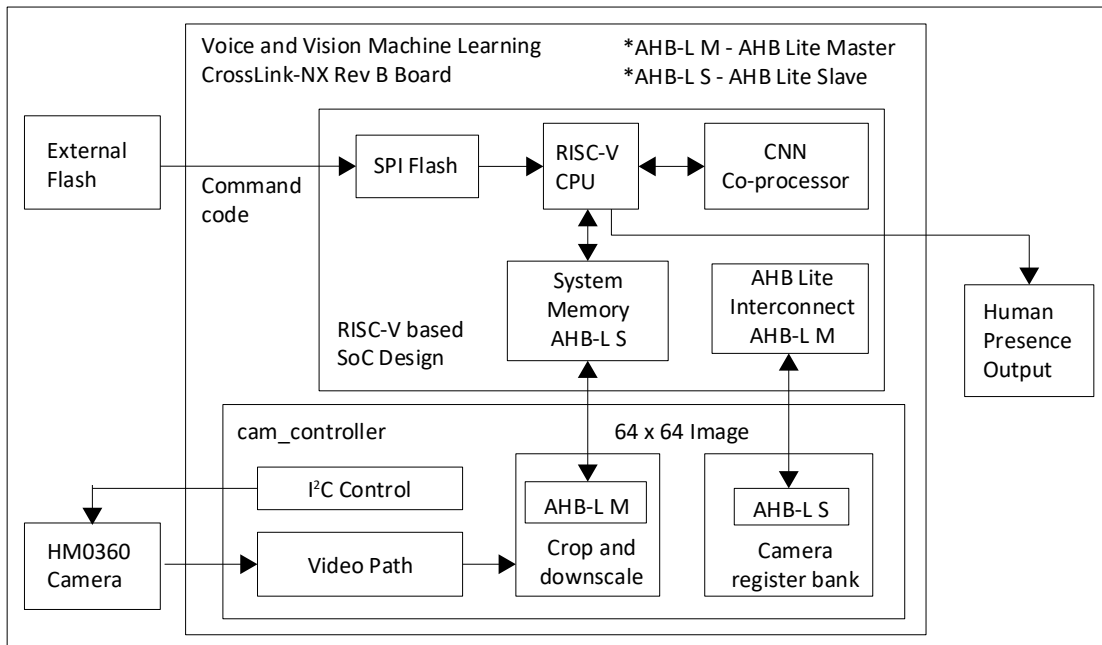 Voice and Vision Machine Learning
CrossLink-NX Rev B Board
*AHB-L M - AHB Lite Master
*AHB-L S - AHB Lite Slave
External
Flash
Command
code
SPI Flash
RISC-V
CPU
CNN
Co-processor
System
Memory
AHB-L S
AHB Lite
Interconnect
AHB-L M
RISC-V based
SoC Design
Human
Presence
Output
cam_controller
64 x 64 Image
I²C Control
AHB-L M
Crop and
downscale
AHB-L S
Camera
register bank
HM0360
Camera
Video Path